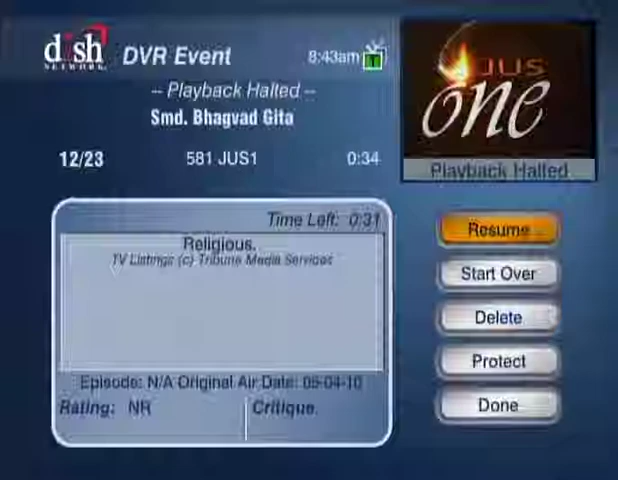 dish
NETWORK
DVR Event
8:43am
-- Playback Halted --
Smd. Bhagvad Gita
12/23 581 JUS1 0:34
JUS
one
Playback Halted
Time Left: 0:31
Religious.
TV Listings (c) Tribune Media Services
Episode: N/A Original Air Date: 05-04-10
Rating: NR Critique
Resume
Start Over
Delete
Protect
Done